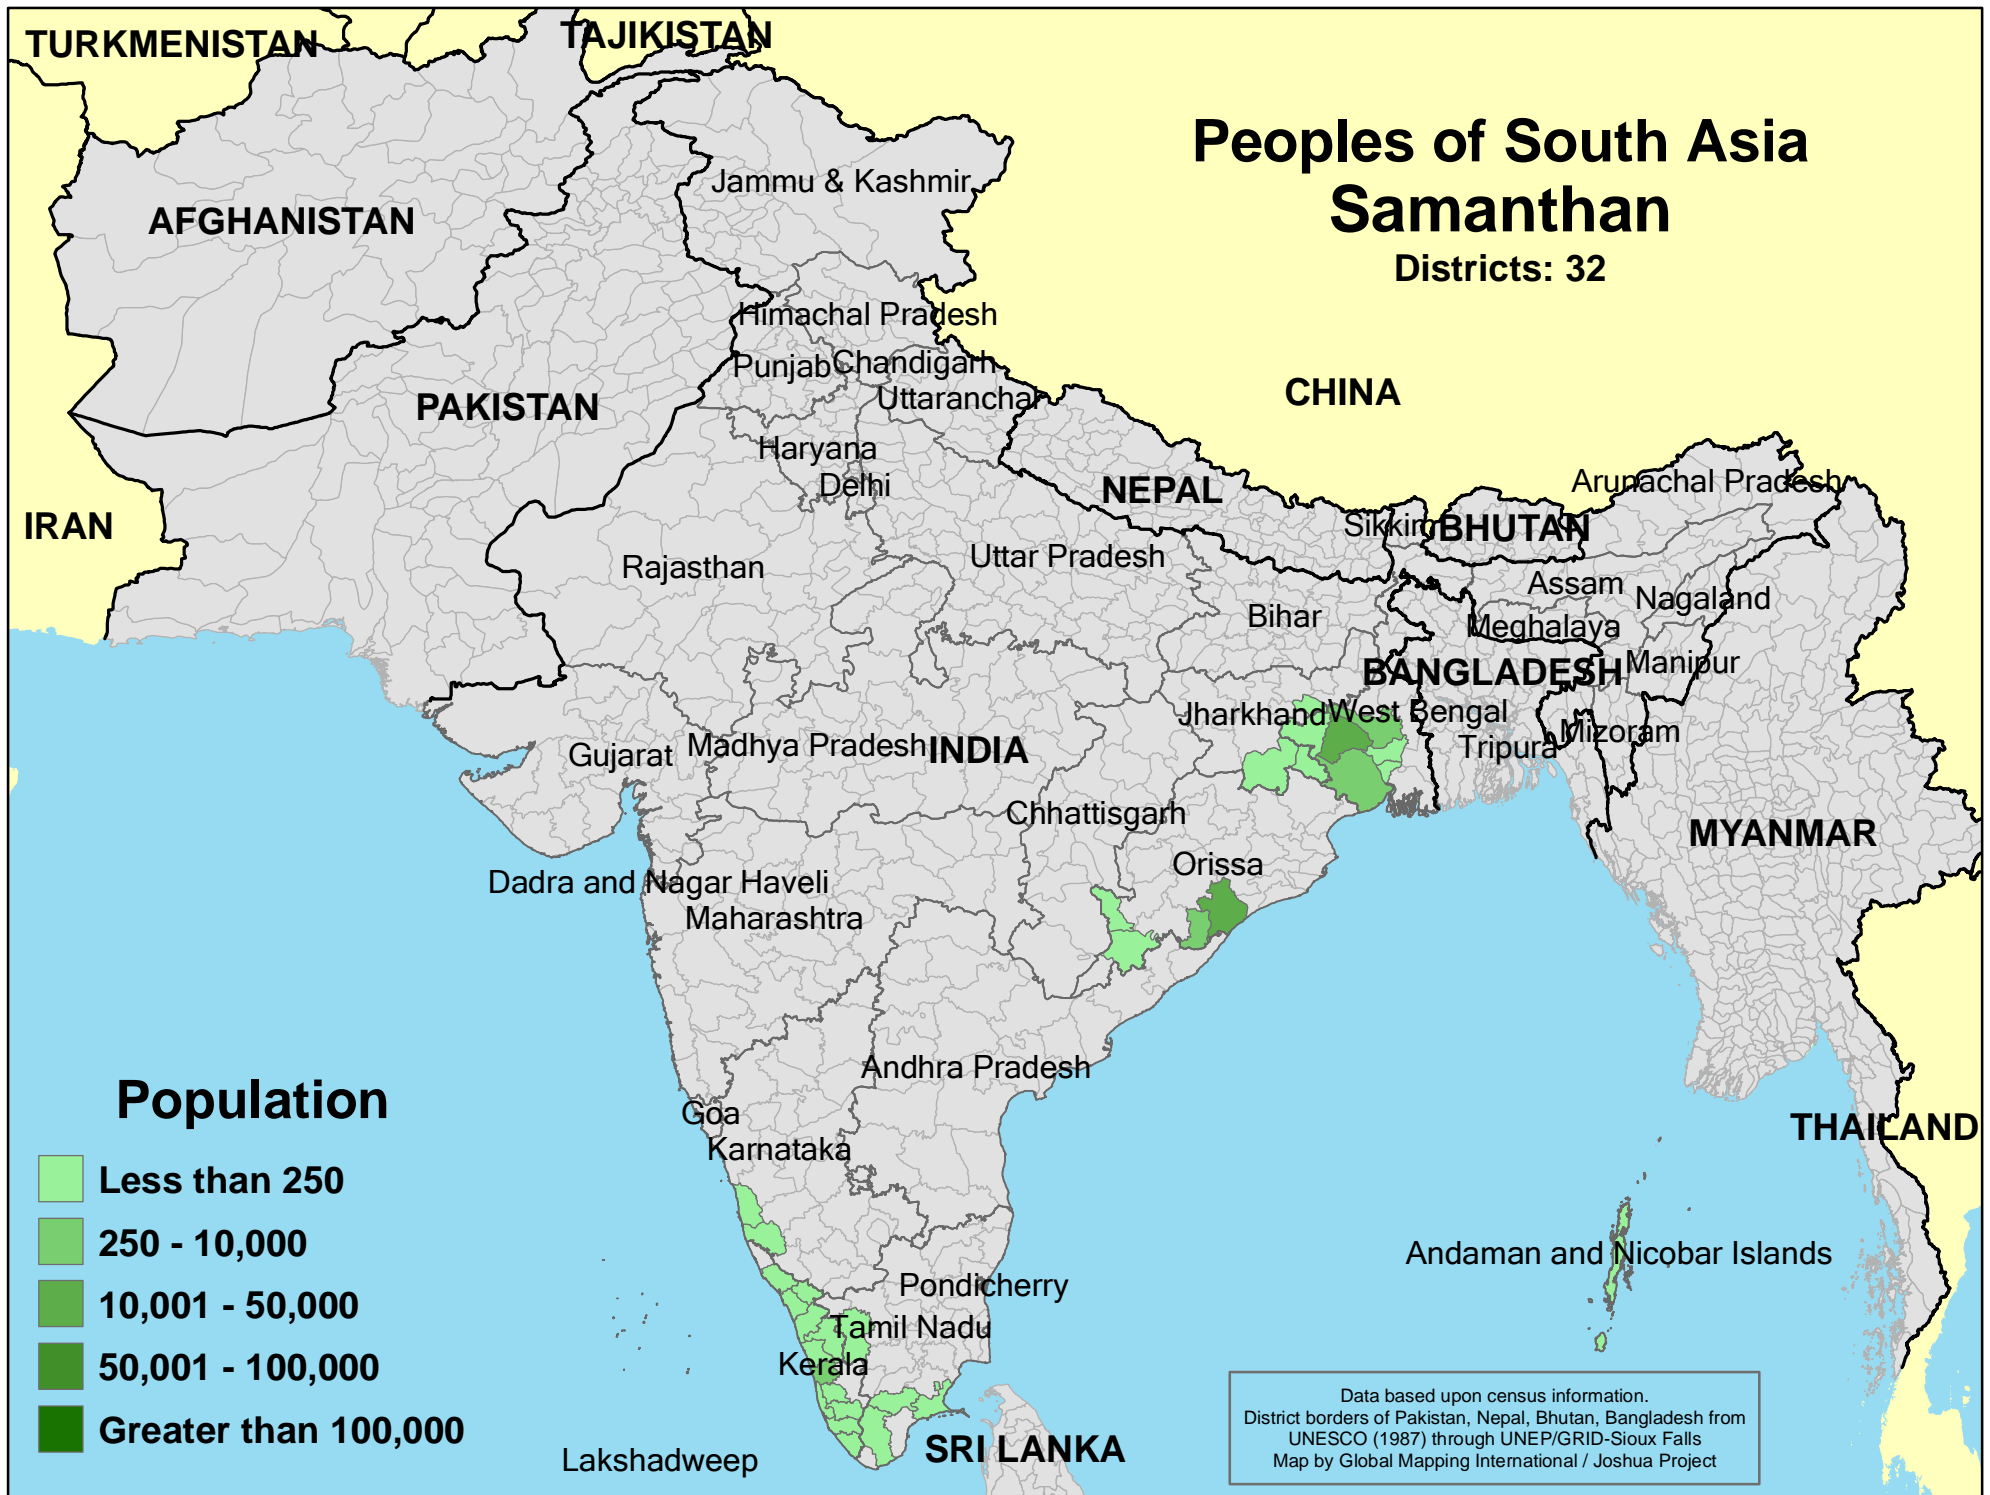 TURKMENISTAN
TAJIKISTAN
Peoples of South Asia
Samanthan
Districts: 32
Jammu & Kashmir
AFGHANISTAN
Himachal Pradesh
Punjab
Chandigarh
Uttaranchal
CHINA
PAKISTAN
Haryana
Delhi
NEPAL
Arunachal Pradesh
IRAN
Sikkim
BHUTAN
Rajasthan
Uttar Pradesh
Assam
Nagaland
Bihar
Meghalaya
BANGLADESH
Manipur
Jharkhand
West Bengal
Gujarat
Madhya Pradesh
INDIA
Tripura
Mizoram
Chhattisgarh
MYANMAR
Orissa
Dadra and Nagar Haveli
Maharashtra
Andhra Pradesh
Goa
Karnataka
THAILAND
Population
Less than 250
250 - 10,000
10,001 - 50,000
50,001 - 100,000
Greater than 100,000
Andaman and Nicobar Islands
Pondicherry
Tamil Nadu
Kerala
Lakshadweep
SRI LANKA
Data based upon census information.
District borders of Pakistan, Nepal, Bhutan, Bangladesh from
UNESCO (1987) through UNEP/GRID-Sioux Falls
Map by Global Mapping International / Joshua Project